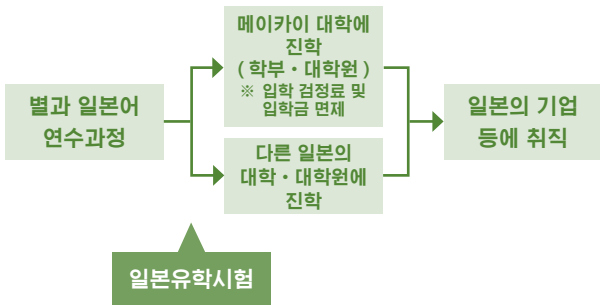 별과 일본어
연수과정
메이카이 대학에
진학
( 학부・대학원 )
※ 입학 검정료 및
입학금 면제
다른 일본의
대학・대학원에
진학
일본의 기업
등에 취직
일본유학시험